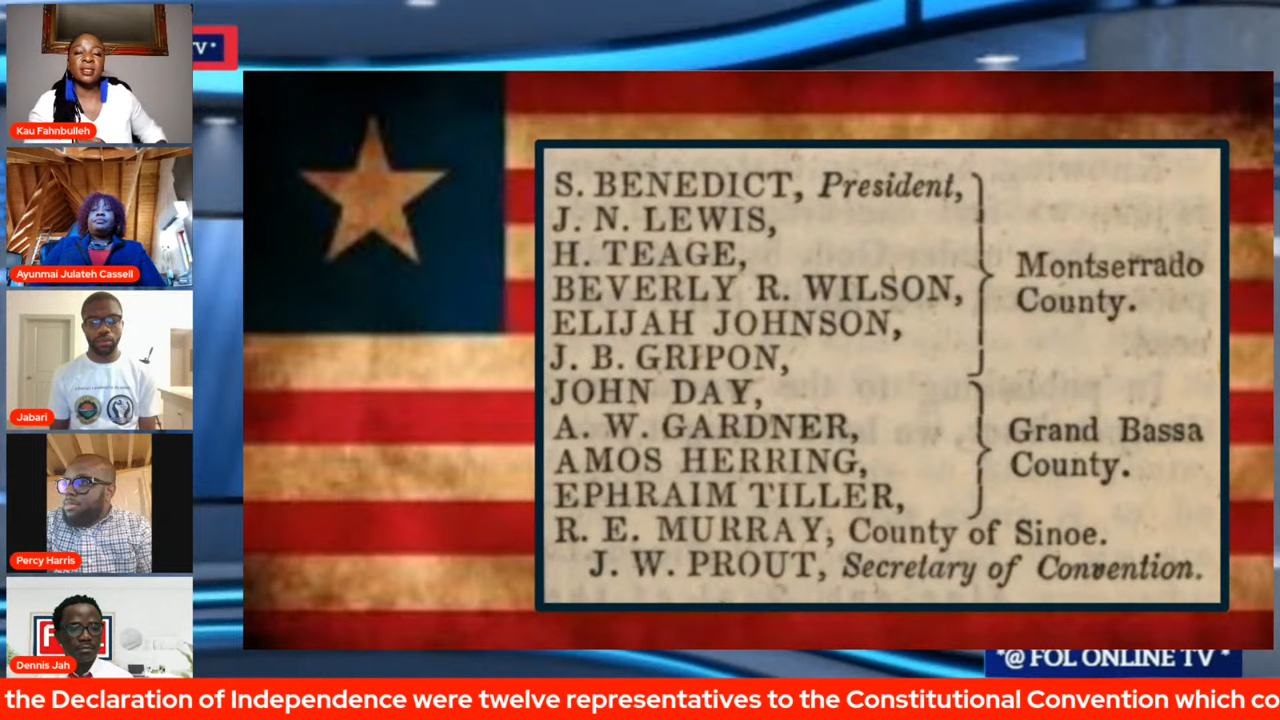 TV*
Kau Fahnbulleh
Ayunmai Julateh Cassell
Jabari
Percy Harris
Dennis Jah
S. BENEDICT, President,
J. N. LEWIS,
H. TEAGE,
BEVERLY R. WILSON,
ELIJAH JOHNSON,
J. B. GRIPON,
Montserrado
County.
JOHN DAY,
A. W. GARDNER,
AMOS HERRING,
EPHRAIM TILLER,
Grand Bassa
County.
R. E. MURRAY, County of Sinoe.
J. W. PROUT, Secretary of Convention.
*@ FOL ONLINE TV *
the Declaration of Independence were twelve representatives to the Constitutional Convention which co